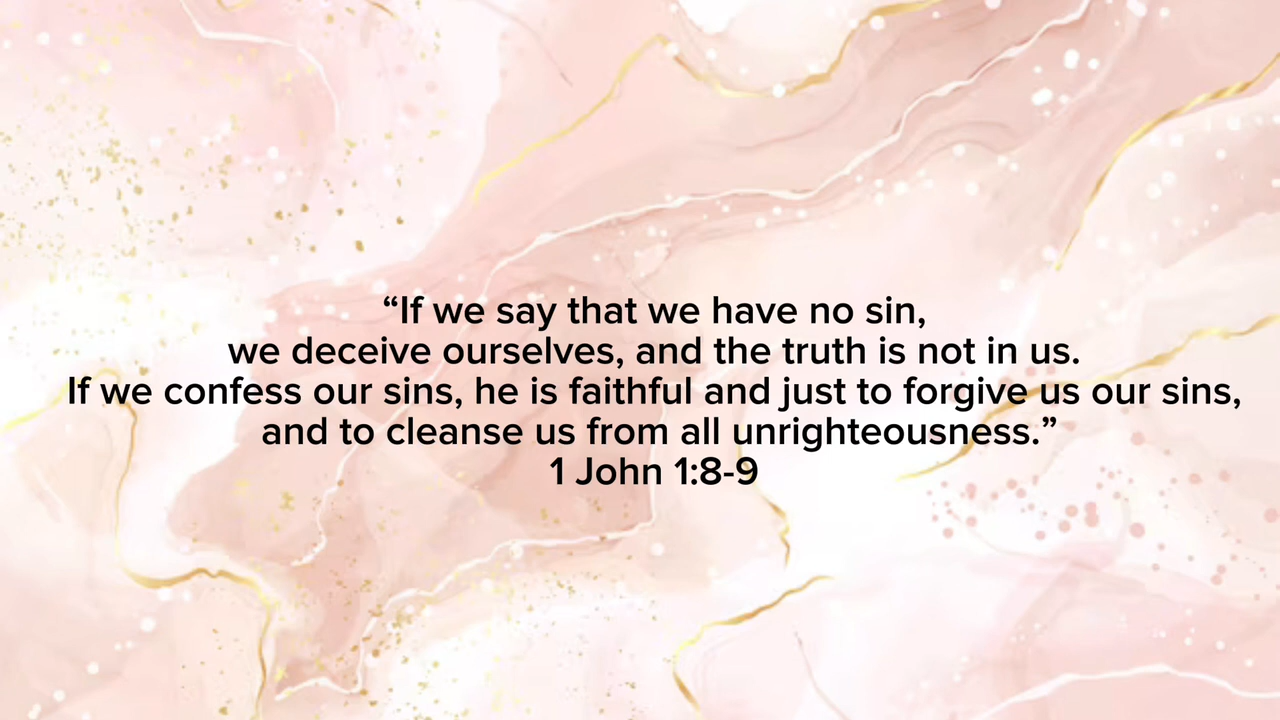 “If we say that we have no sin,
we deceive ourselves, and the truth is not in us.
If we confess our sins, he is faithful and just to forgive us our sins,
and to cleanse us from all unrighteousness.”
1 John 1:8-9